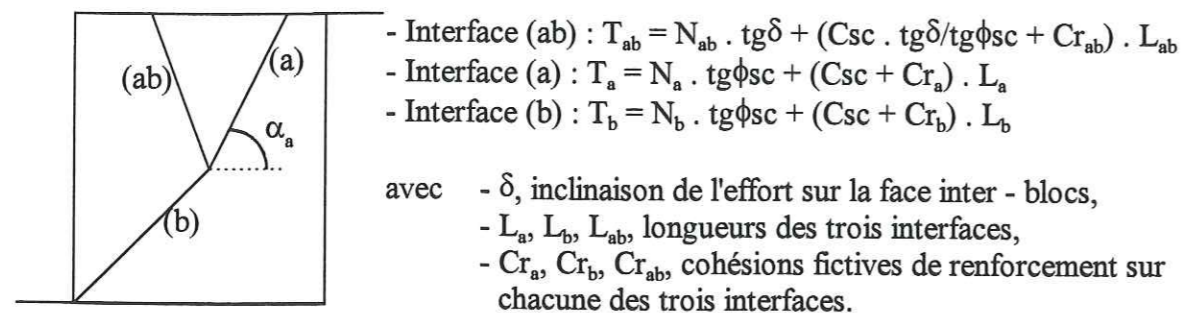 (ab)
(a)
α_a
(b)
- Interface (ab) : T_ab = N_ab . tgδ + (Csc . tgδ/tgϕsc + Cr_ab) . L_ab
- Interface (a) : T_a = N_a . tgϕsc + (Csc + Cr_a) . L_a
- Interface (b) : T_b = N_b . tgϕsc + (Csc + Cr_b) . L_b
avec - δ, inclinaison de l'effort sur la face inter - blocs,
- L_a, L_b, L_ab, longueurs des trois interfaces,
- Cr_a, Cr_b, Cr_ab, cohésions fictives de renforcement sur
chacune des trois interfaces.